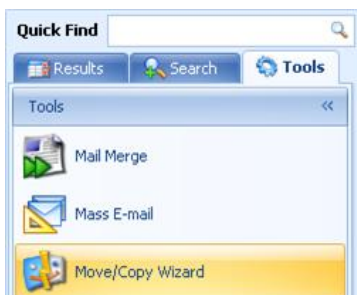 Quick Find
Results Search Tools
Tools «
Mail Merge
Mass E-mail
Move/Copy Wizard